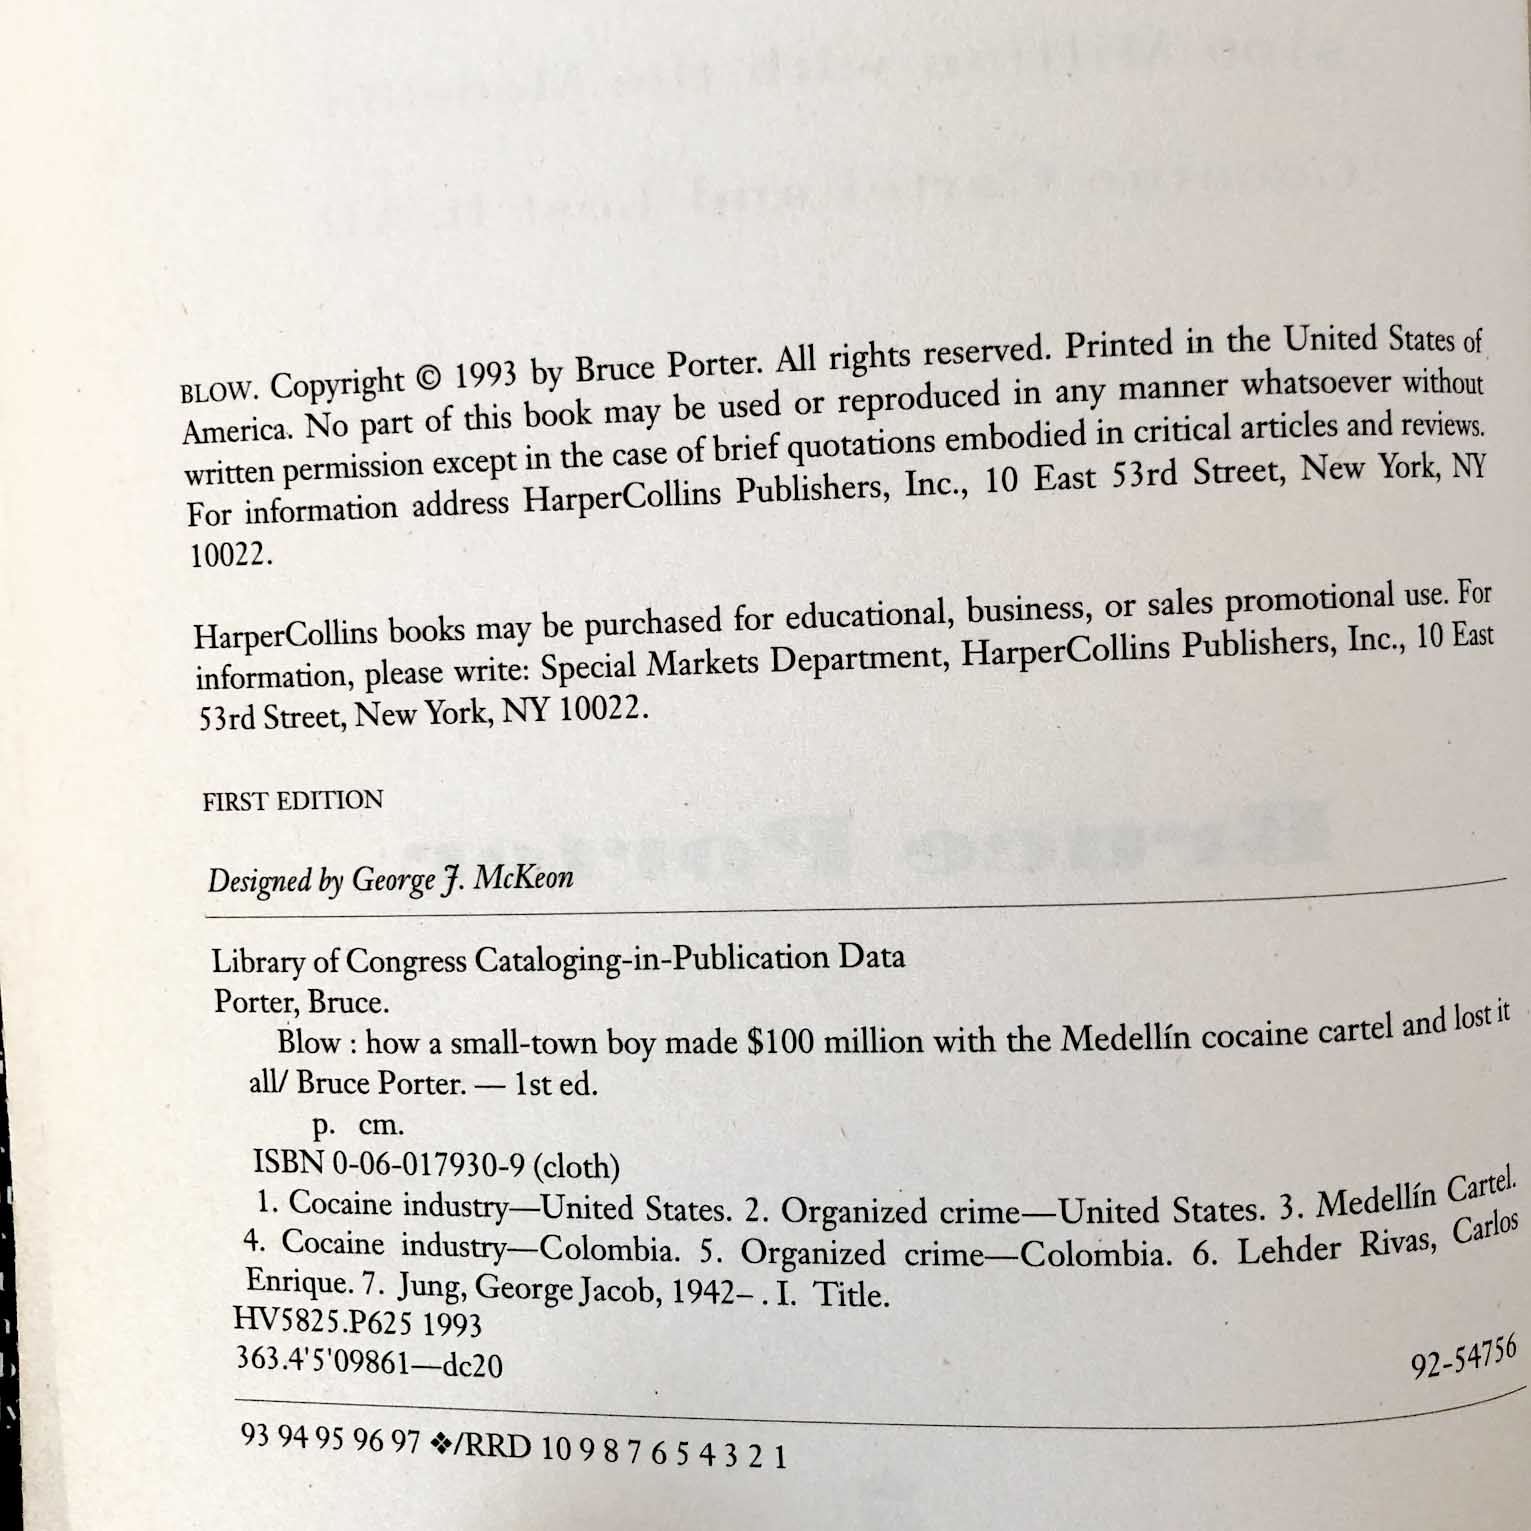 BLOW. Copyright © 1993 by Bruce Porter. All rights reserved. Printed in the United States of
America. No part of this book may be used or reproduced in any manner whatsoever without
written permission except in the case of brief quotations embodied in critical articles and reviews.
For information address HarperCollins Publishers, Inc., 10 East 53rd Street, New York, NY
10022.
HarperCollins books may be purchased for educational, business, or sales promotional use. For
information, please write: Special Markets Department, HarperCollins Publishers, Inc., 10 East
53rd Street, New York, NY 10022.
FIRST EDITION
Designed by George J. McKeon
Library of Congress Cataloging-in-Publication Data
Porter, Bruce.
Blow : how a small-town boy made $100 million with the Medellín cocaine cartel and lost it
all/ Bruce Porter. — 1st ed.
p. cm.
ISBN 0-06-017930-9 (cloth)
1. Cocaine industry—United States. 2. Organized crime—United States. 3. Medellín Cartel.
4. Cocaine industry—Colombia. 5. Organized crime—Colombia. 6. Lehder Rivas, Carlos
Enrique. 7. Jung, George Jacob, 1942– . I. Title.
HV5825.P625 1993
363.4'5'09861—dc20
92-54756
93 94 95 96 97 ❖/RRD 10 9 8 7 6 5 4 3 2 1